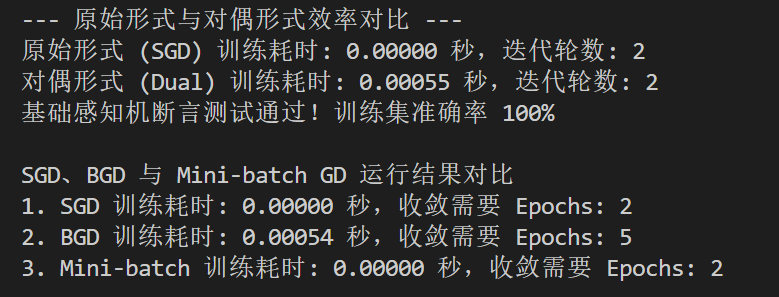 --- 原始形式与对偶形式效率对比 ---
原始形式 (SGD) 训练耗时: 0.00000 秒，迭代轮数: 2
对偶形式 (Dual) 训练耗时: 0.00055 秒，迭代轮数: 2
基础感知机断言测试通过！训练集准确率 100%
SGD、BGD 与 Mini-batch GD 运行结果对比
1. SGD 训练耗时: 0.00000 秒，收敛需要 Epochs: 2
2. BGD 训练耗时: 0.00054 秒，收敛需要 Epochs: 5
3. Mini-batch 训练耗时: 0.00000 秒，收敛需要 Epochs: 2